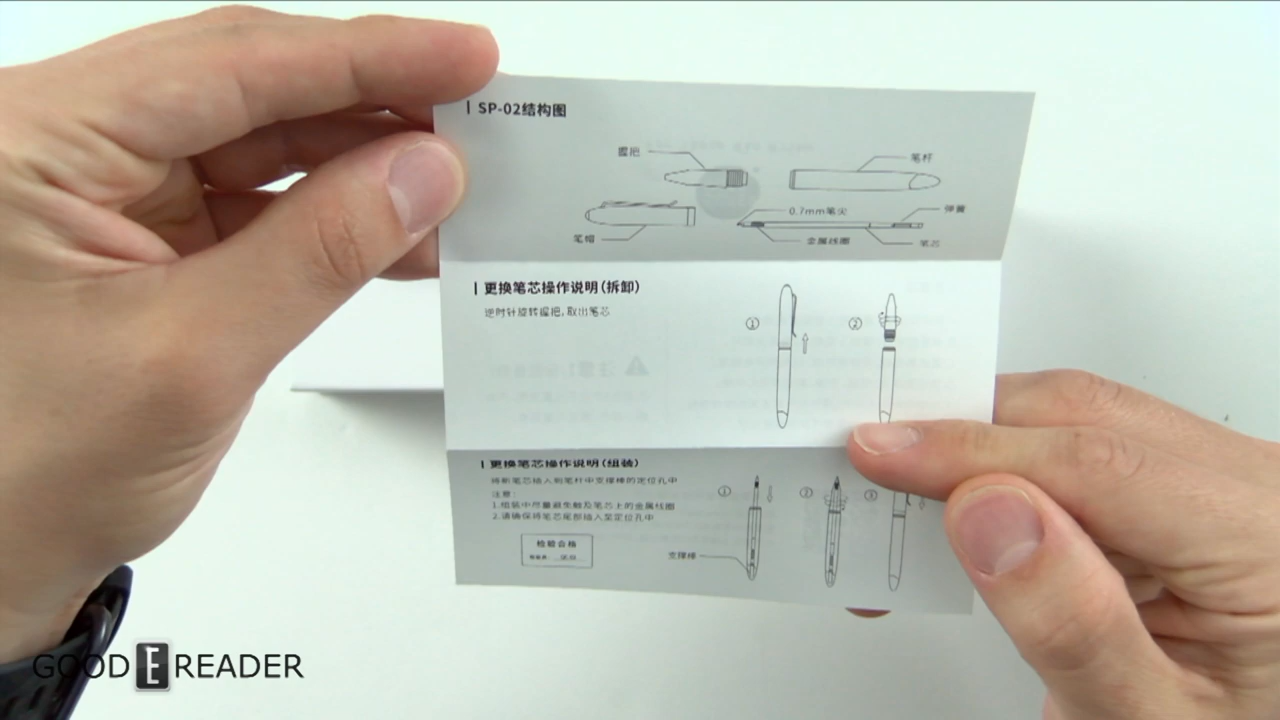 SP-02结构图
握把
笔杆
0.7mm笔尖
弹簧
笔帽
金属线圈
笔芯
更换笔芯操作说明(拆卸)
逆时针旋转握把,取出笔芯
①
②
更换笔芯操作说明(组装)
将新笔芯插入到笔杆中支撑棒的定位孔中
注意:
1.组装中尽量避免触及笔芯上的金属线圈
2.请确保将笔芯尾部插入至定位孔中
①
②
③
检验合格
支撑棒
GOOD E READER